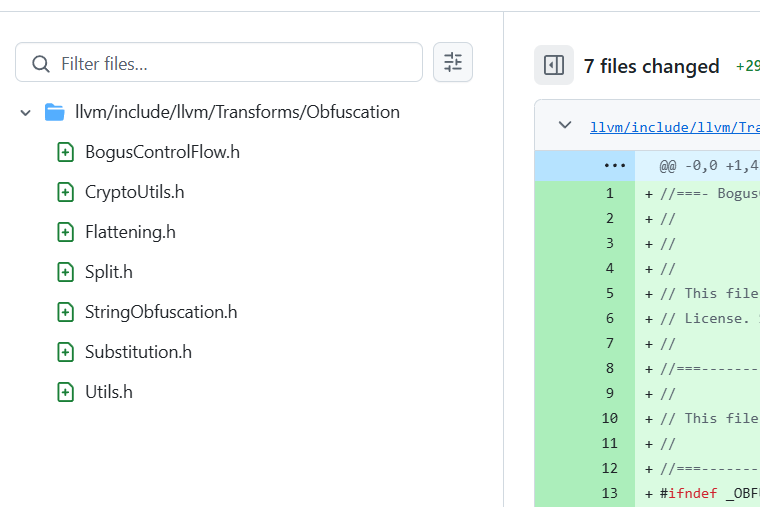 Filter files...
7 files changed +29
llvm/include/llvm/Transforms/Obfuscation
BogusControlFlow.h
CryptoUtils.h
Flattening.h
Split.h
StringObfuscation.h
Substitution.h
Utils.h
llvm/include/llvm/Tra
@@ -0,0 +1,4
1 + //===- Bogus
2 + //
3 + //
4 + //
5 + // This file
6 + // License.
7 + //
8 + //===-------
9 + //
10 + // This file
11 + //
12 + //===-------
13 + #ifndef _OBFU